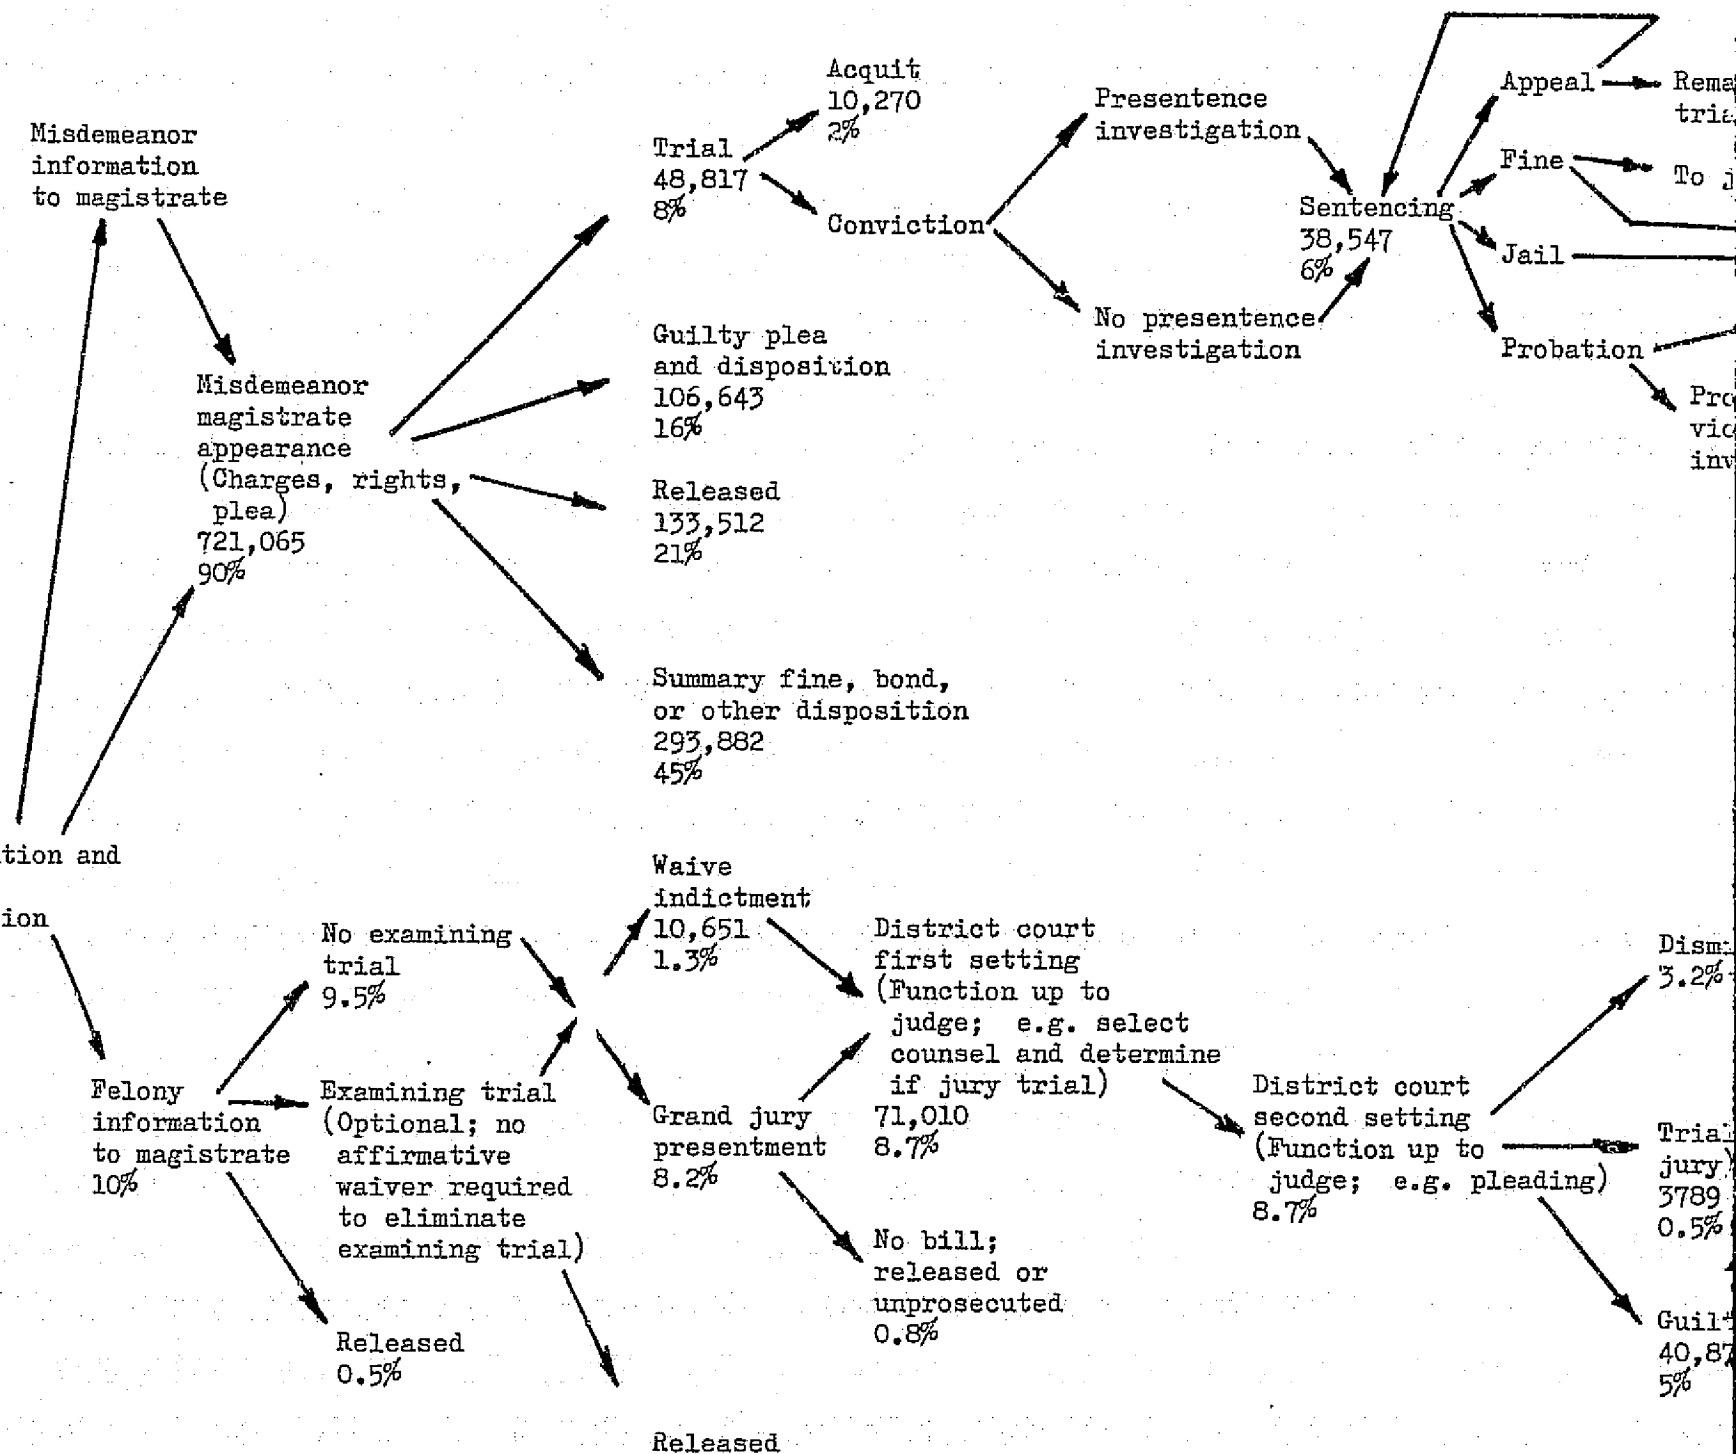 Misdemeanor
information
to magistrate
Misdemeanor
magistrate
appearance
(Charges, rights,
plea)
721,065
90%
Trial
48,817
8%
Acquit
10,270
2%
Conviction
Presentence
investigation
No presentence
investigation
Sentencing
38,547
6%
Appeal
Fine
To
Jail
Probation
Guilty plea
and disposition
106,643
16%
Released
133,512
21%
Summary fine, bond,
or other disposition
293,882
45%
and
Felony
information
to magistrate
10%
No examining
trial
9.5%
Examining trial
(Optional; no
affirmative
waiver required
to eliminate
examining trial)
Released
0.5%
Waive
indictment
10,651
1.3%
Grand jury
presentment
8.2%
Released
District court
first setting
(Function up to
judge; e.g. select
counsel and determine
if jury trial)
71,010
8.7%
No bill;
released or
unprosecuted
0.8%
District court
second setting
(Function up to
judge; e.g. pleading)
8.7%
3.2%
jury
3789
0.5%
5%